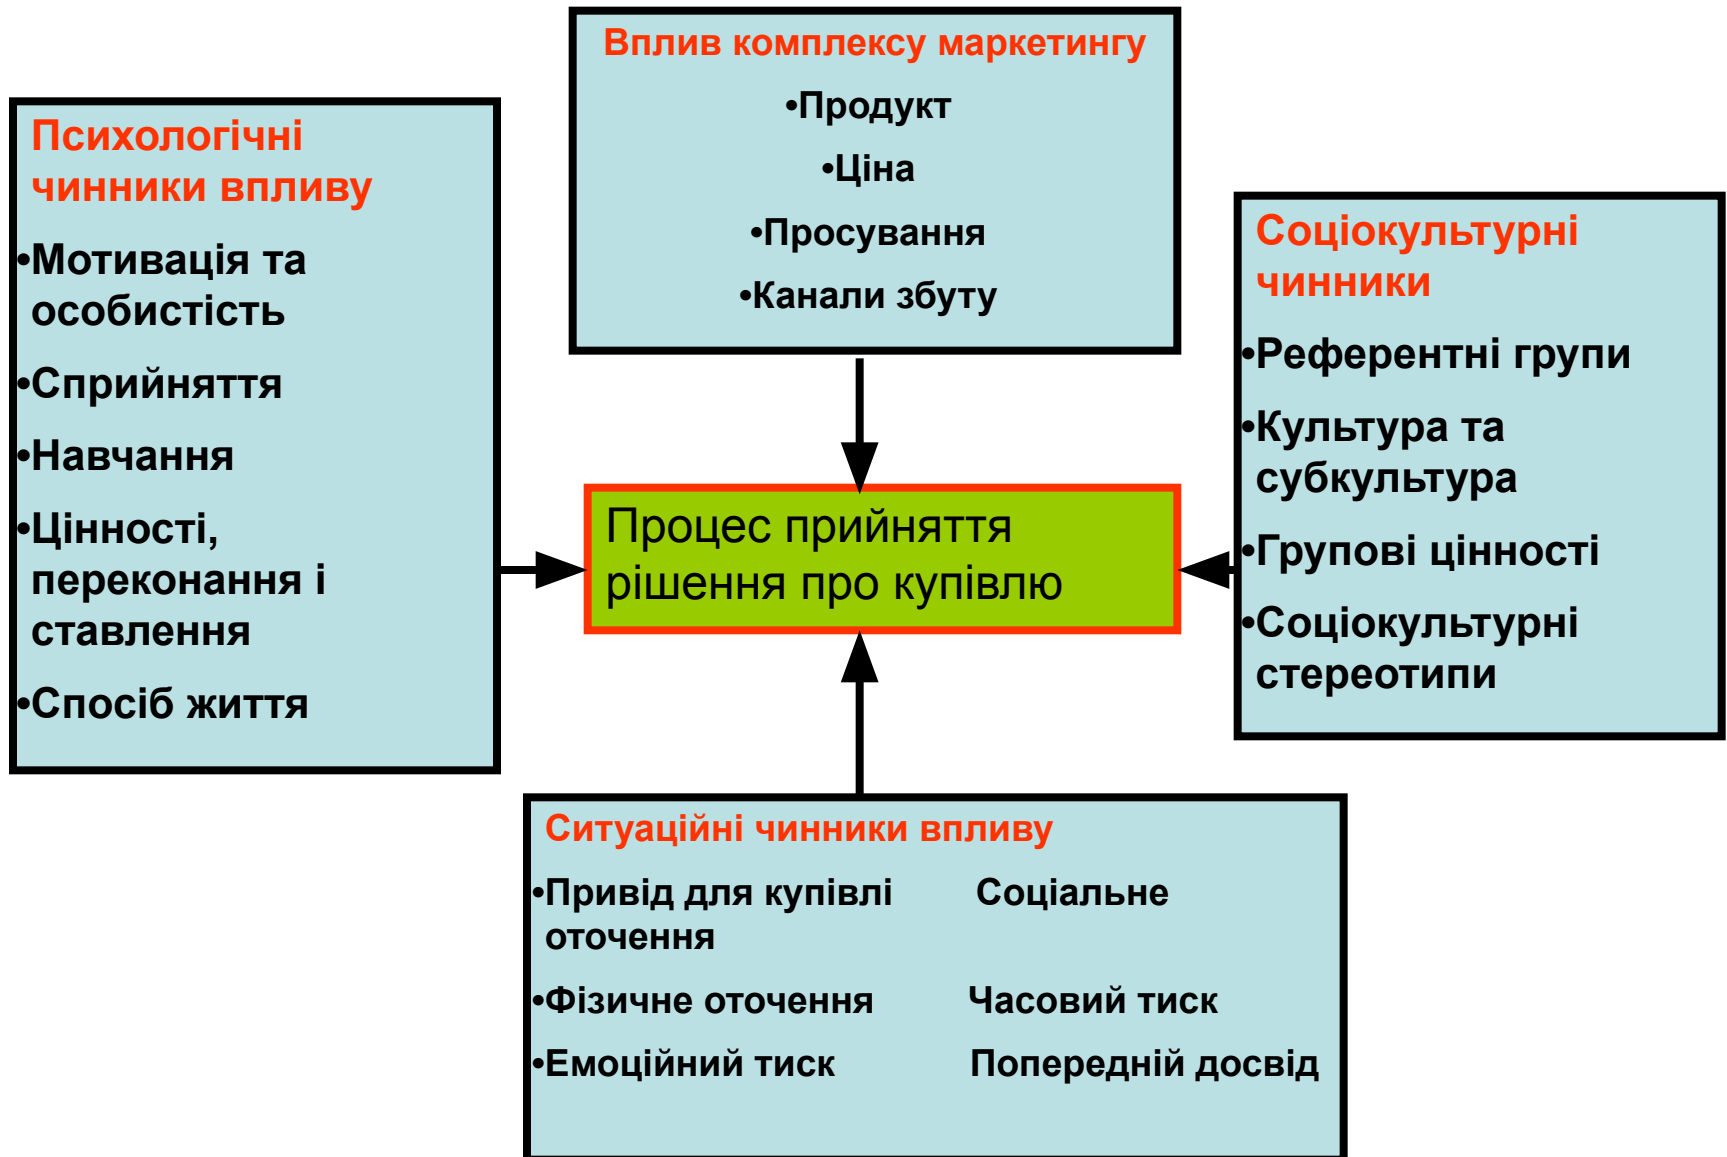 Вплив комплексу маркетингу
•Продукт
•Ціна
•Просування
•Канали збуту
Психологічні
чинники впливу
•Мотивація та
особистість
•Сприйняття
•Навчання
•Цінності,
переконання і
ставлення
•Спосіб життя
Процес прийняття
рішення про купівлю
Соціокультурні
чинники
•Референтні групи
•Культура та
субкультура
•Групові цінності
•Соціокультурні
стереотипи
Ситуаційні чинники впливу
•Привід для купівлі Соціальне
оточення
•Фізичне оточення Часовий тиск
•Емоційний тиск Попередній досвід